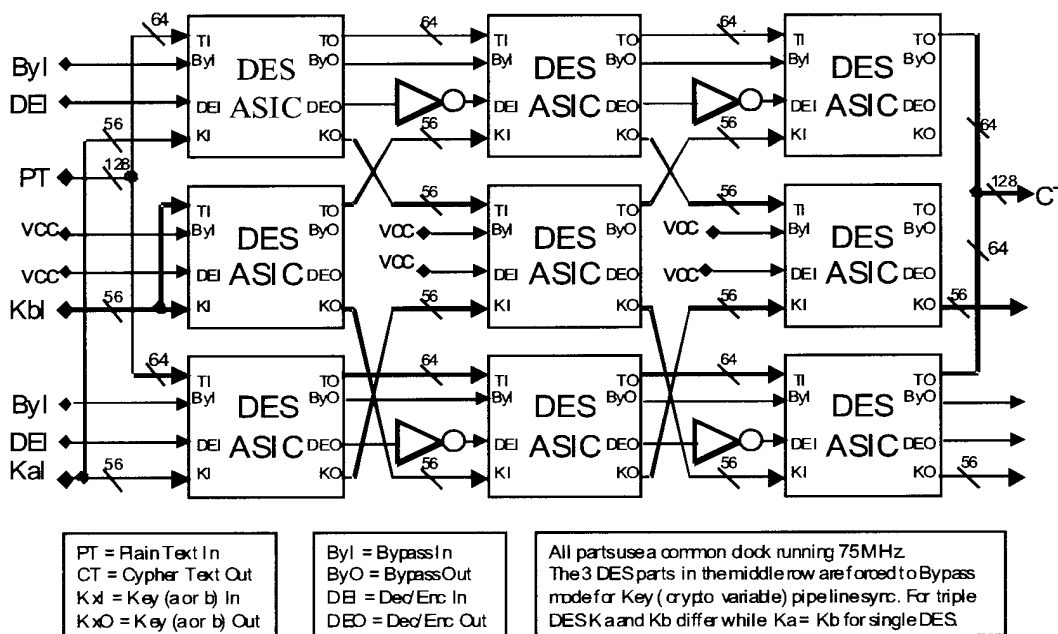 64 64 64
TI TO TI TO TI TO
ByI ByI ByO ByI ByO ByI ByO
DES DES DES
DEI DEI ASIC DEO DEI ASIC DEO DEI ASIC DEO
56 KI KO 56 KI KO 56 KI KO
64
PT 128
56 56 128 CT
TI TO TI TO TI TO
VCC ByI ByO VCC ByI ByO VCC ByI ByO
DES DES DES
64
VCC DEI ASIC DEO VCC DEI ASIC DEO VCC DEI ASIC DEO
KbI 56 KI KO 56 KI KO 56 KI KO 56
64 64 64
TI TO TI TO TI TO
ByI ByI ByO ByI ByO ByI ByO
DES DES DES
DEI DEI ASIC DEO DEI ASIC DEO DEI ASIC DEO
KaI 56 KI KO 56 KI KO 56 KI KO 56
PT = Plain Text In
CT = Cypher Text Out
KxI = Key (a or b) In
KxO = Key (a or b) Out
ByI = Bypass In
ByO = Bypass Out
DEI = Dec/Enc In
DEO = Dec/Enc Out
All parts use a common clock running 75 MHz.
The 3 DES parts in the middle row are forced to Bypass
mode for Key (crypto variable) pipeline sync. For triple
DES Ka and Kb differ while Ka = Kb for single DES.